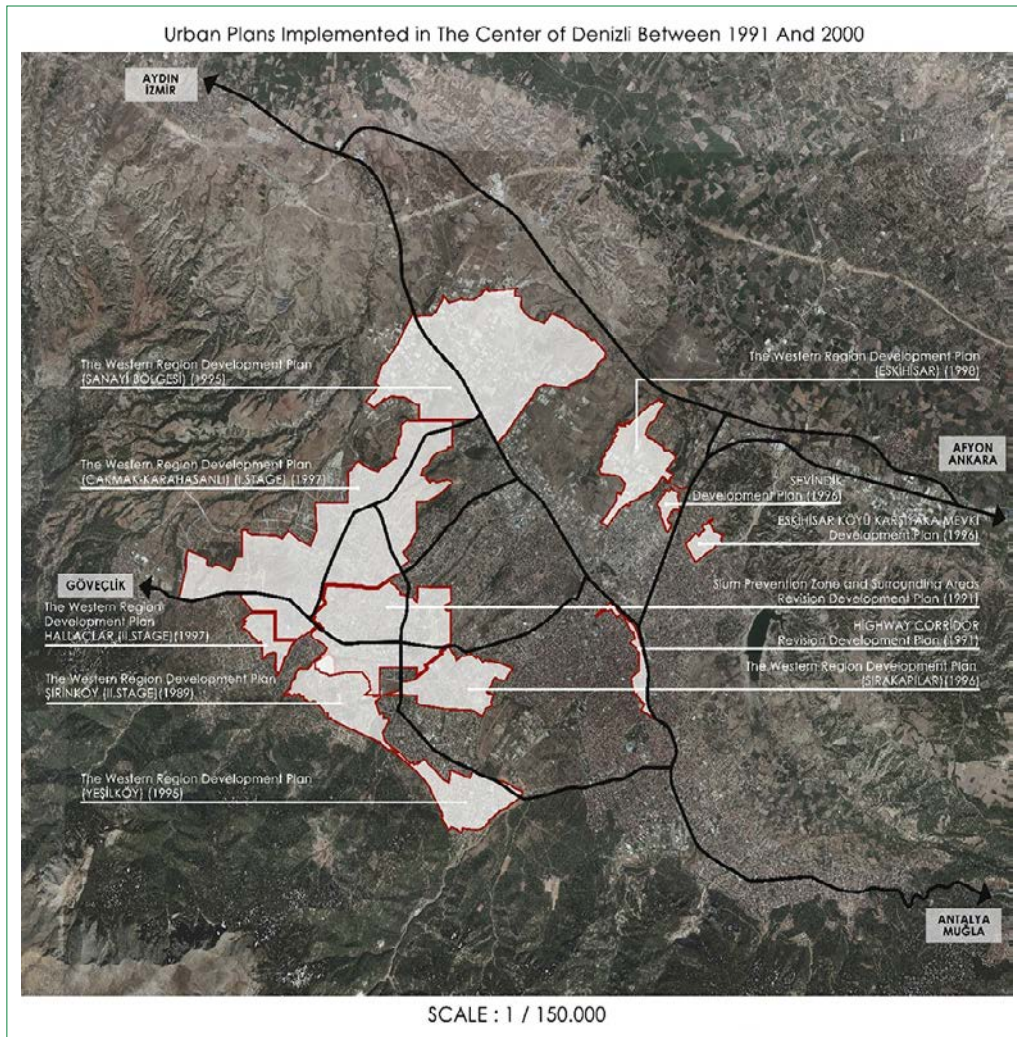 Urban Plans Implemented in The Center of Denizli Between 1991 And 2000
AYDIN
İZMİR
The Western Region Development Plan
(SANAYİ BÖLGESİ) (1995)
The Western Region Development Plan
(ESKİHİSAR) (1998)
AFYON
ANKARA
The Western Region Development Plan
(ÇAKMAK-KARAHASANLI) (I.STAGE) (1997)
SEVİNDİK
Development Plan (1996)
ESKİHİSAR KÖYÜ KARŞIYAKA MEVKİ
Development Plan (1996)
GÖVEÇLİK
Slum Prevention Zone and Surrounding Areas
Revision Development Plan (1991)
The Western Region
Development Plan
HALLAÇLAR (II.STAGE)(1997)
HİGHWAY CORRİDOR
Revision Development Plan (1991)
The Western Region Development Plan
(SIRAKAPILAR)(1996)
The Western Region Development Plan
ŞİRİNKÖY (II.STAGE)(1989)
The Western Region Development Plan
(YEŞİLKÖY) (1995)
ANTALYA
MUĞLA
SCALE : 1 / 150.000